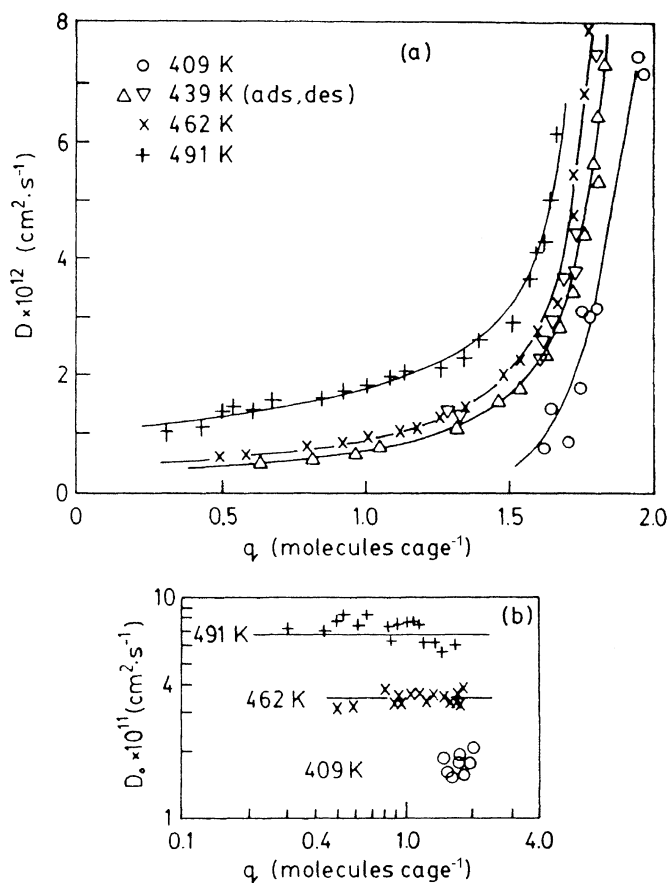 8
6
4
2
0
D×10¹² (cm²·s⁻¹)
(a)
○ 409 K
△ ▽ 439 K (ads,des)
× 462 K
+ 491 K
0.5 1.0 1.5 2.0
q (molecules cage⁻¹)
10
4
1
D₀ ×10¹¹ (cm²·s⁻¹)
(b)
491 K
462 K
409 K
0.1 0.4 1.0 4.0
q (molecules cage⁻¹)